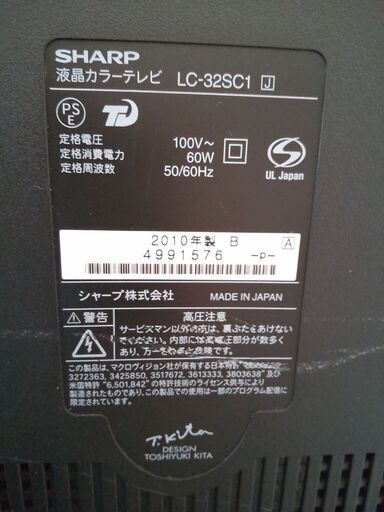 SHARP
液晶カラーテレビ LC-32SC1 J
PS
E
定格電圧 100V～
定格消費電力 60W
定格周波数 50/60Hz
UL Japan
2010年製 B A
4991576 -P-
シャープ株式会社 MADE IN JAPAN
警告 高圧注意
サービスマン以外の方は、裏ぶたをあけない
でください。内部には高電圧部分が数多く
あり、万一さわると危険です。
この製品は、マクロヴィジョン社が保有する日本特許
3272363, 3425850, 3517672, 3613333, 3803638 及び
米国特許 "6,501,842" の特許技術のライセンス供与により
製造されたものであり、この製品での使用は一部のプログラム再生に
限定されています。
T.Kita
DESIGN
TOSHIYUKI KITA